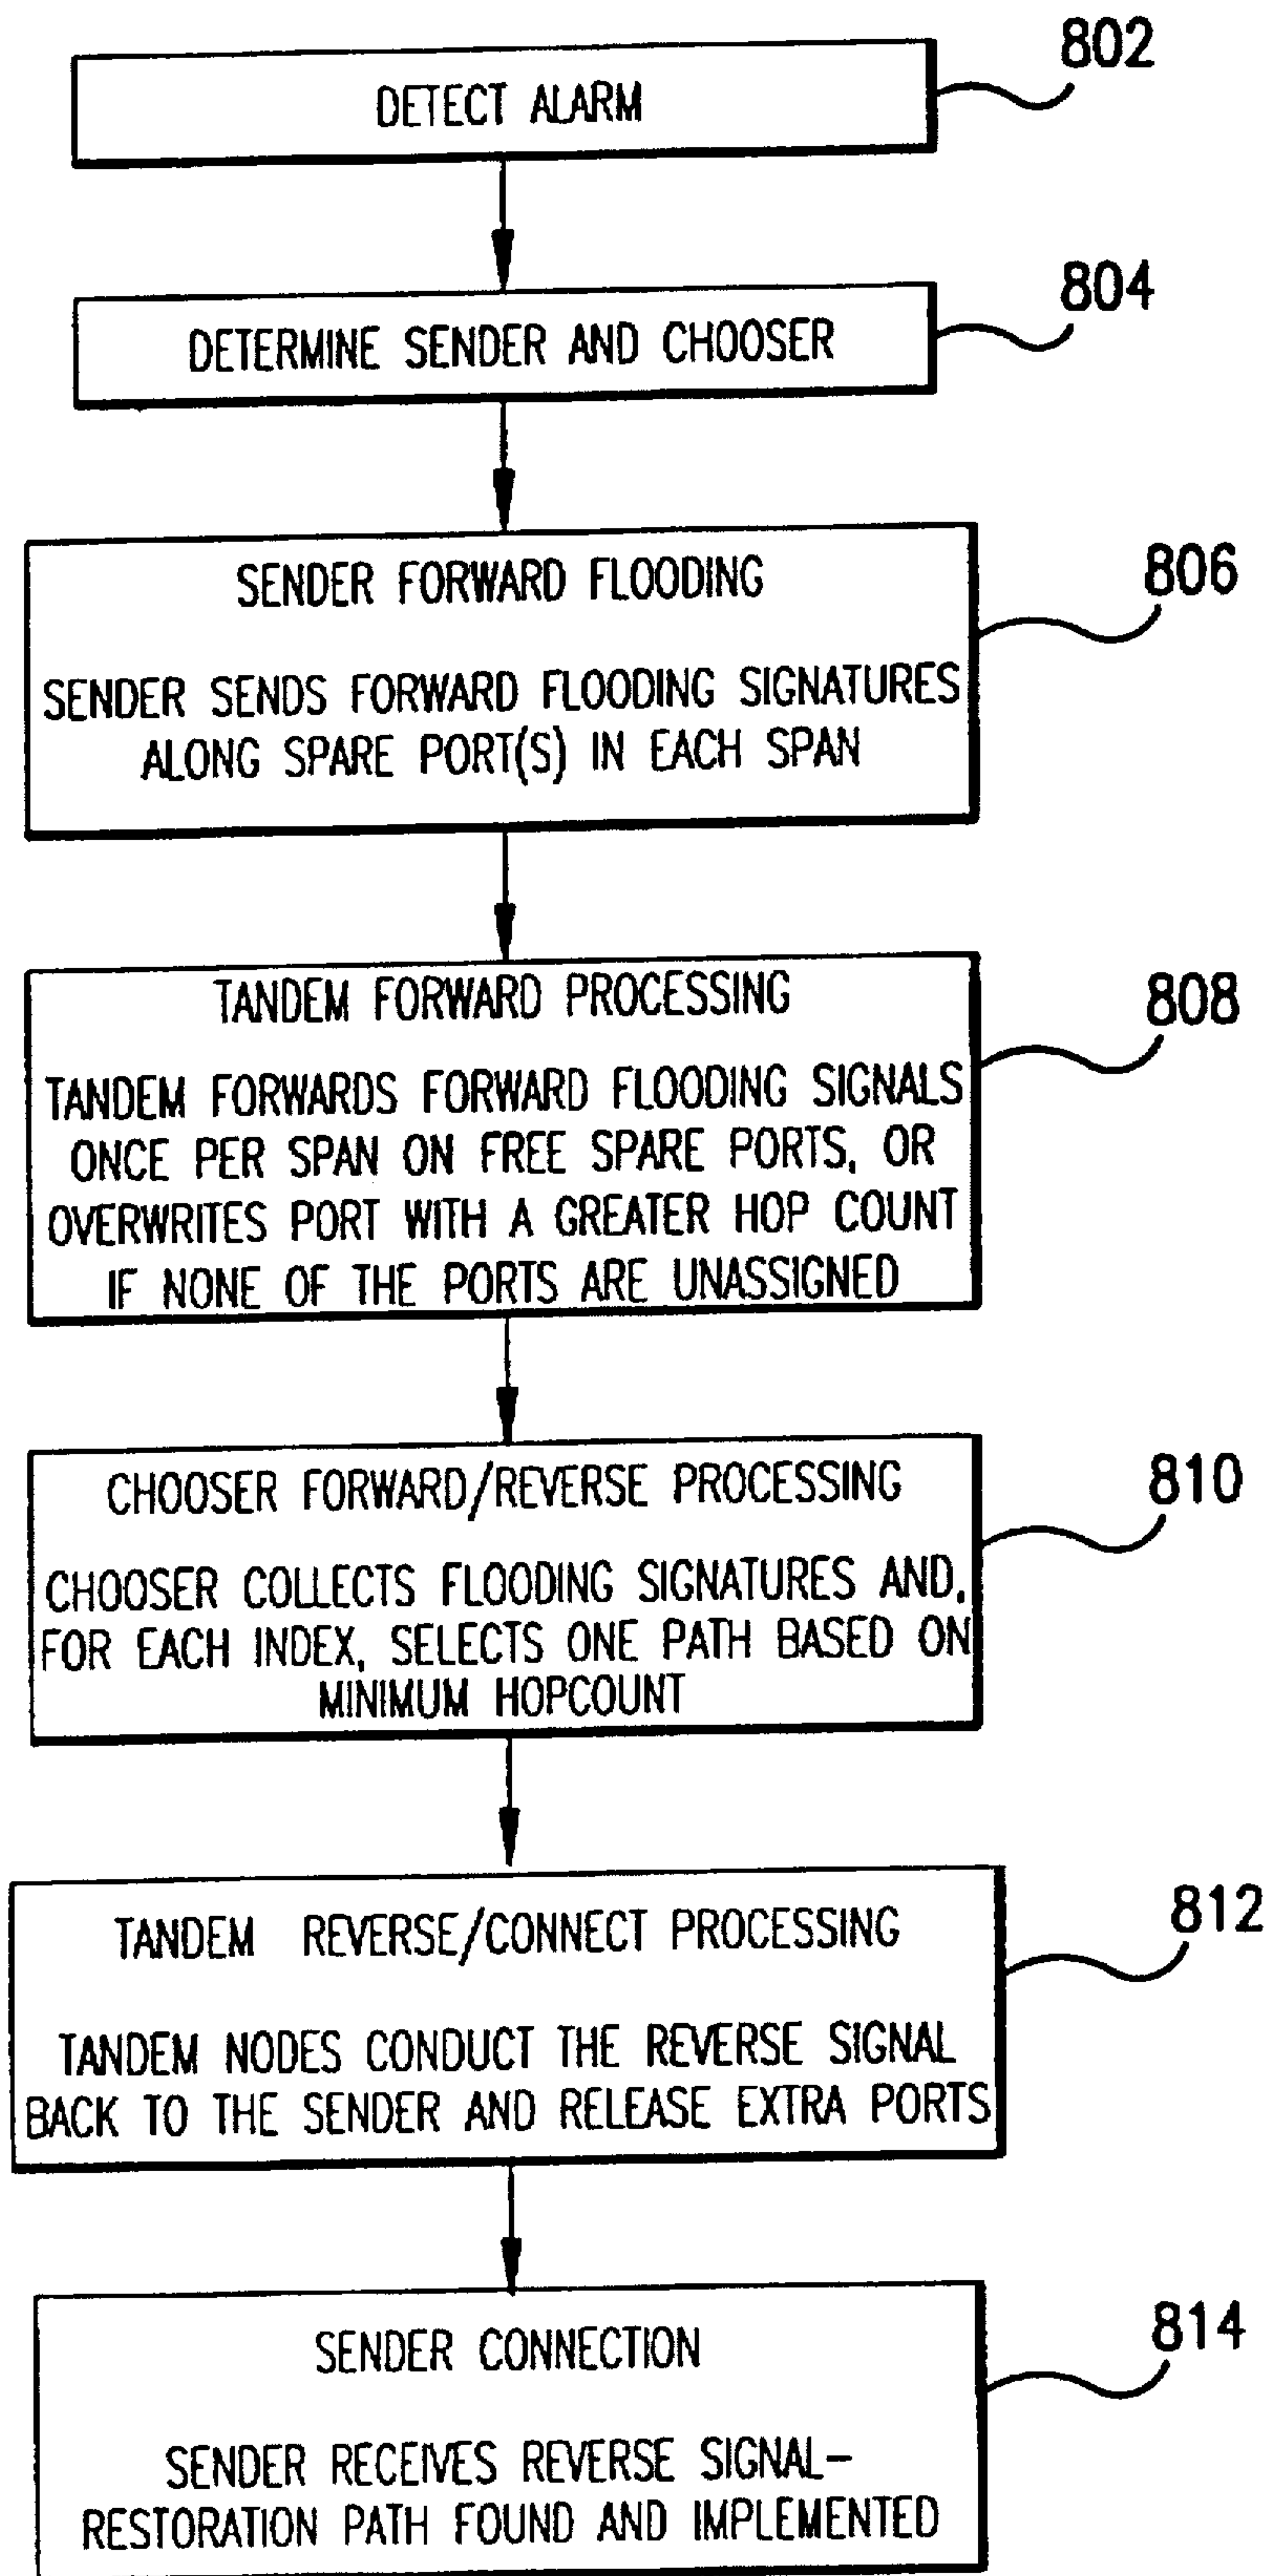 802
DETECT ALARM
804
DETERMINE SENDER AND CHOOSER
806
SENDER FORWARD FLOODING
SENDER SENDS FORWARD FLOODING SIGNATURES
ALONG SPARE PORT(S) IN EACH SPAN
808
TANDEM FORWARD PROCESSING
TANDEM FORWARDS FORWARD FLOODING SIGNALS
ONCE PER SPAN ON FREE SPARE PORTS, OR
OVERWRITES PORT WITH A GREATER HOP COUNT
IF NONE OF THE PORTS ARE UNASSIGNED
810
CHOOSER FORWARD/REVERSE PROCESSING
CHOOSER COLLECTS FLOODING SIGNATURES AND,
FOR EACH INDEX, SELECTS ONE PATH BASED ON
MINIMUM HOPCOUNT
812
TANDEM REVERSE/CONNECT PROCESSING
TANDEM NODES CONDUCT THE REVERSE SIGNAL
BACK TO THE SENDER AND RELEASE EXTRA PORTS
814
SENDER CONNECTION
SENDER RECEIVES REVERSE SIGNAL–
RESTORATION PATH FOUND AND IMPLEMENTED